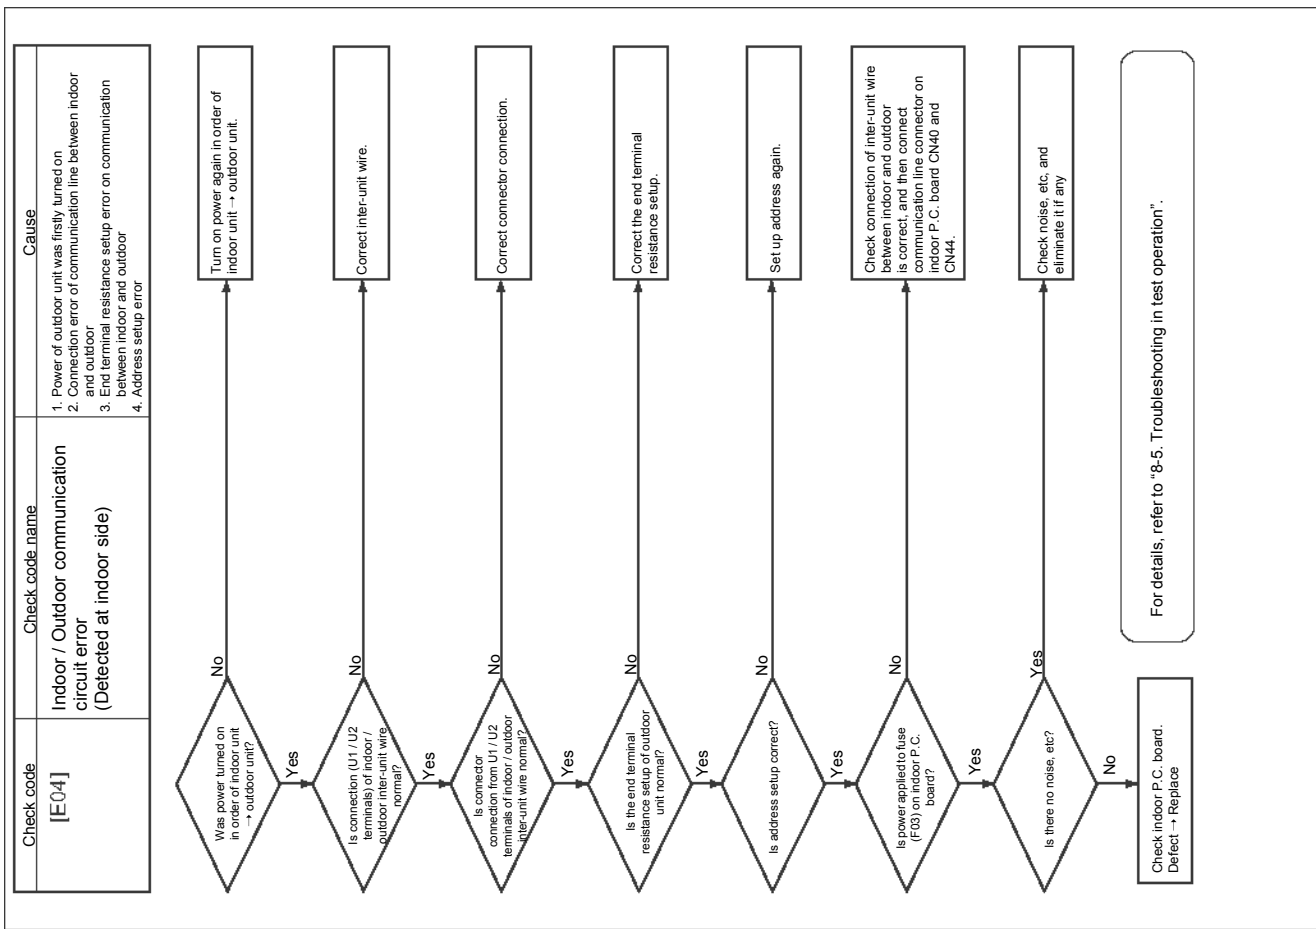 Check code
Check code name
Cause
[E04]
Indoor / Outdoor communication
circuit error
(Detected at indoor side)
1. Power of outdoor unit was firstly turned on
2. Connection error of communication line between indoor
and outdoor
3. End terminal resistance setup error on communication
between indoor and outdoor
4. Address setup error
Was power turned on
in order of indoor unit
→ outdoor unit?
No
Turn on power again in order of
indoor unit → outdoor unit.
Yes
Is connection (U1 / U2
terminals) of indoor /
outdoor inter-unit wire
normal?
No
Correct inter-unit wire.
Yes
Is connector
connection from U1 / U2
terminals of indoor / outdoor
inter-unit wire normal?
No
Correct connector connection.
Yes
Is the end terminal
resistance setup of outdoor
unit normal?
No
Correct the end terminal
resistance setup.
Yes
Is address setup correct?
No
Set up address again.
Yes
Is power applied to fuse
(F03) on indoor P.C.
board?
No
Check connection of inter-unit wire
between indoor and outdoor
is correct, and then connect
communication line connector on
indoor P.C. board CN40 and
CN44.
Yes
Is there no noise, etc?
Yes
Check noise, etc, and
eliminate it if any
No
Check indoor P.C. board.
Defect → Replace
For details, refer to “8-5. Troubleshooting in test operation”.